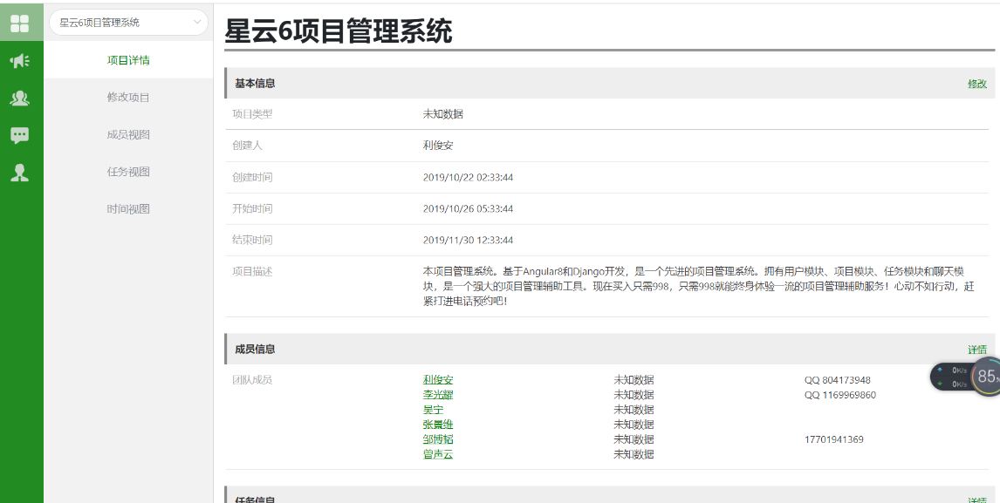 星云6项目管理系统
项目详情
修改项目
成员视图
任务视图
时间视图
星云6项目管理系统
基本信息 修改
项目类型 未知数据
创建人 利俊安
创建时间 2019/10/22 02:33:44
开始时间 2019/10/26 05:33:44
结束时间 2019/11/30 12:33:44
项目描述 本项目管理系统。基于Angular8和Django开发，是一个先进的项目管理系统。拥有用户模块、项目模块、任务模块和聊天模
块，是一个强大的项目管理辅助工具。现在买入只需998，只需998就能终身体验一流的项目管理辅助服务！心动不如行动，赶
紧打进电话预约吧！
成员信息 详情
团队成员 利俊安 未知数据 QQ 804173948
李光耀 未知数据 QQ 1169969860
吴宇 未知数据
张景维 未知数据
邹博韬 未知数据 17701941369
曾声云 未知数据
0K/s
0K/s
85%
任务信息 详情